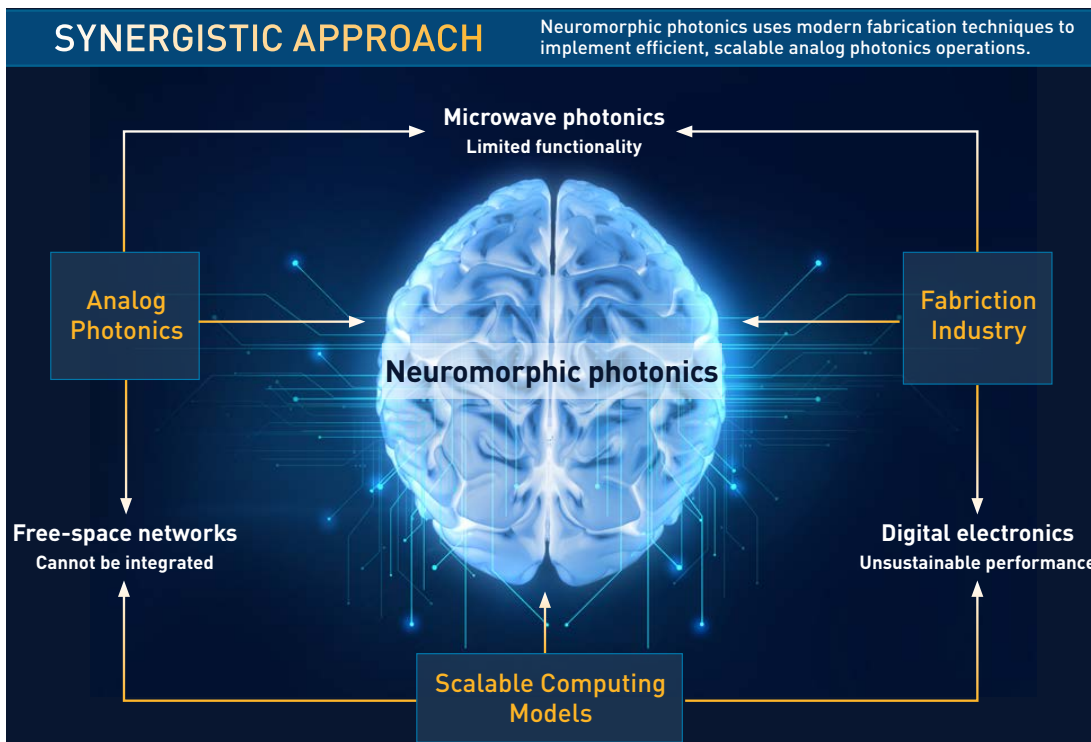 SYNERGISTIC APPROACH
Neuromorphic photonics uses modern fabrication techniques to
implement efficient, scalable analog photonics operations.
Microwave photonics
Limited functionality
Analog
Photonics
Fabriction
Industry
Neuromorphic photonics
Free-space networks
Cannot be integrated
Digital electronics
Unsustainable performance
Scalable Computing
Models